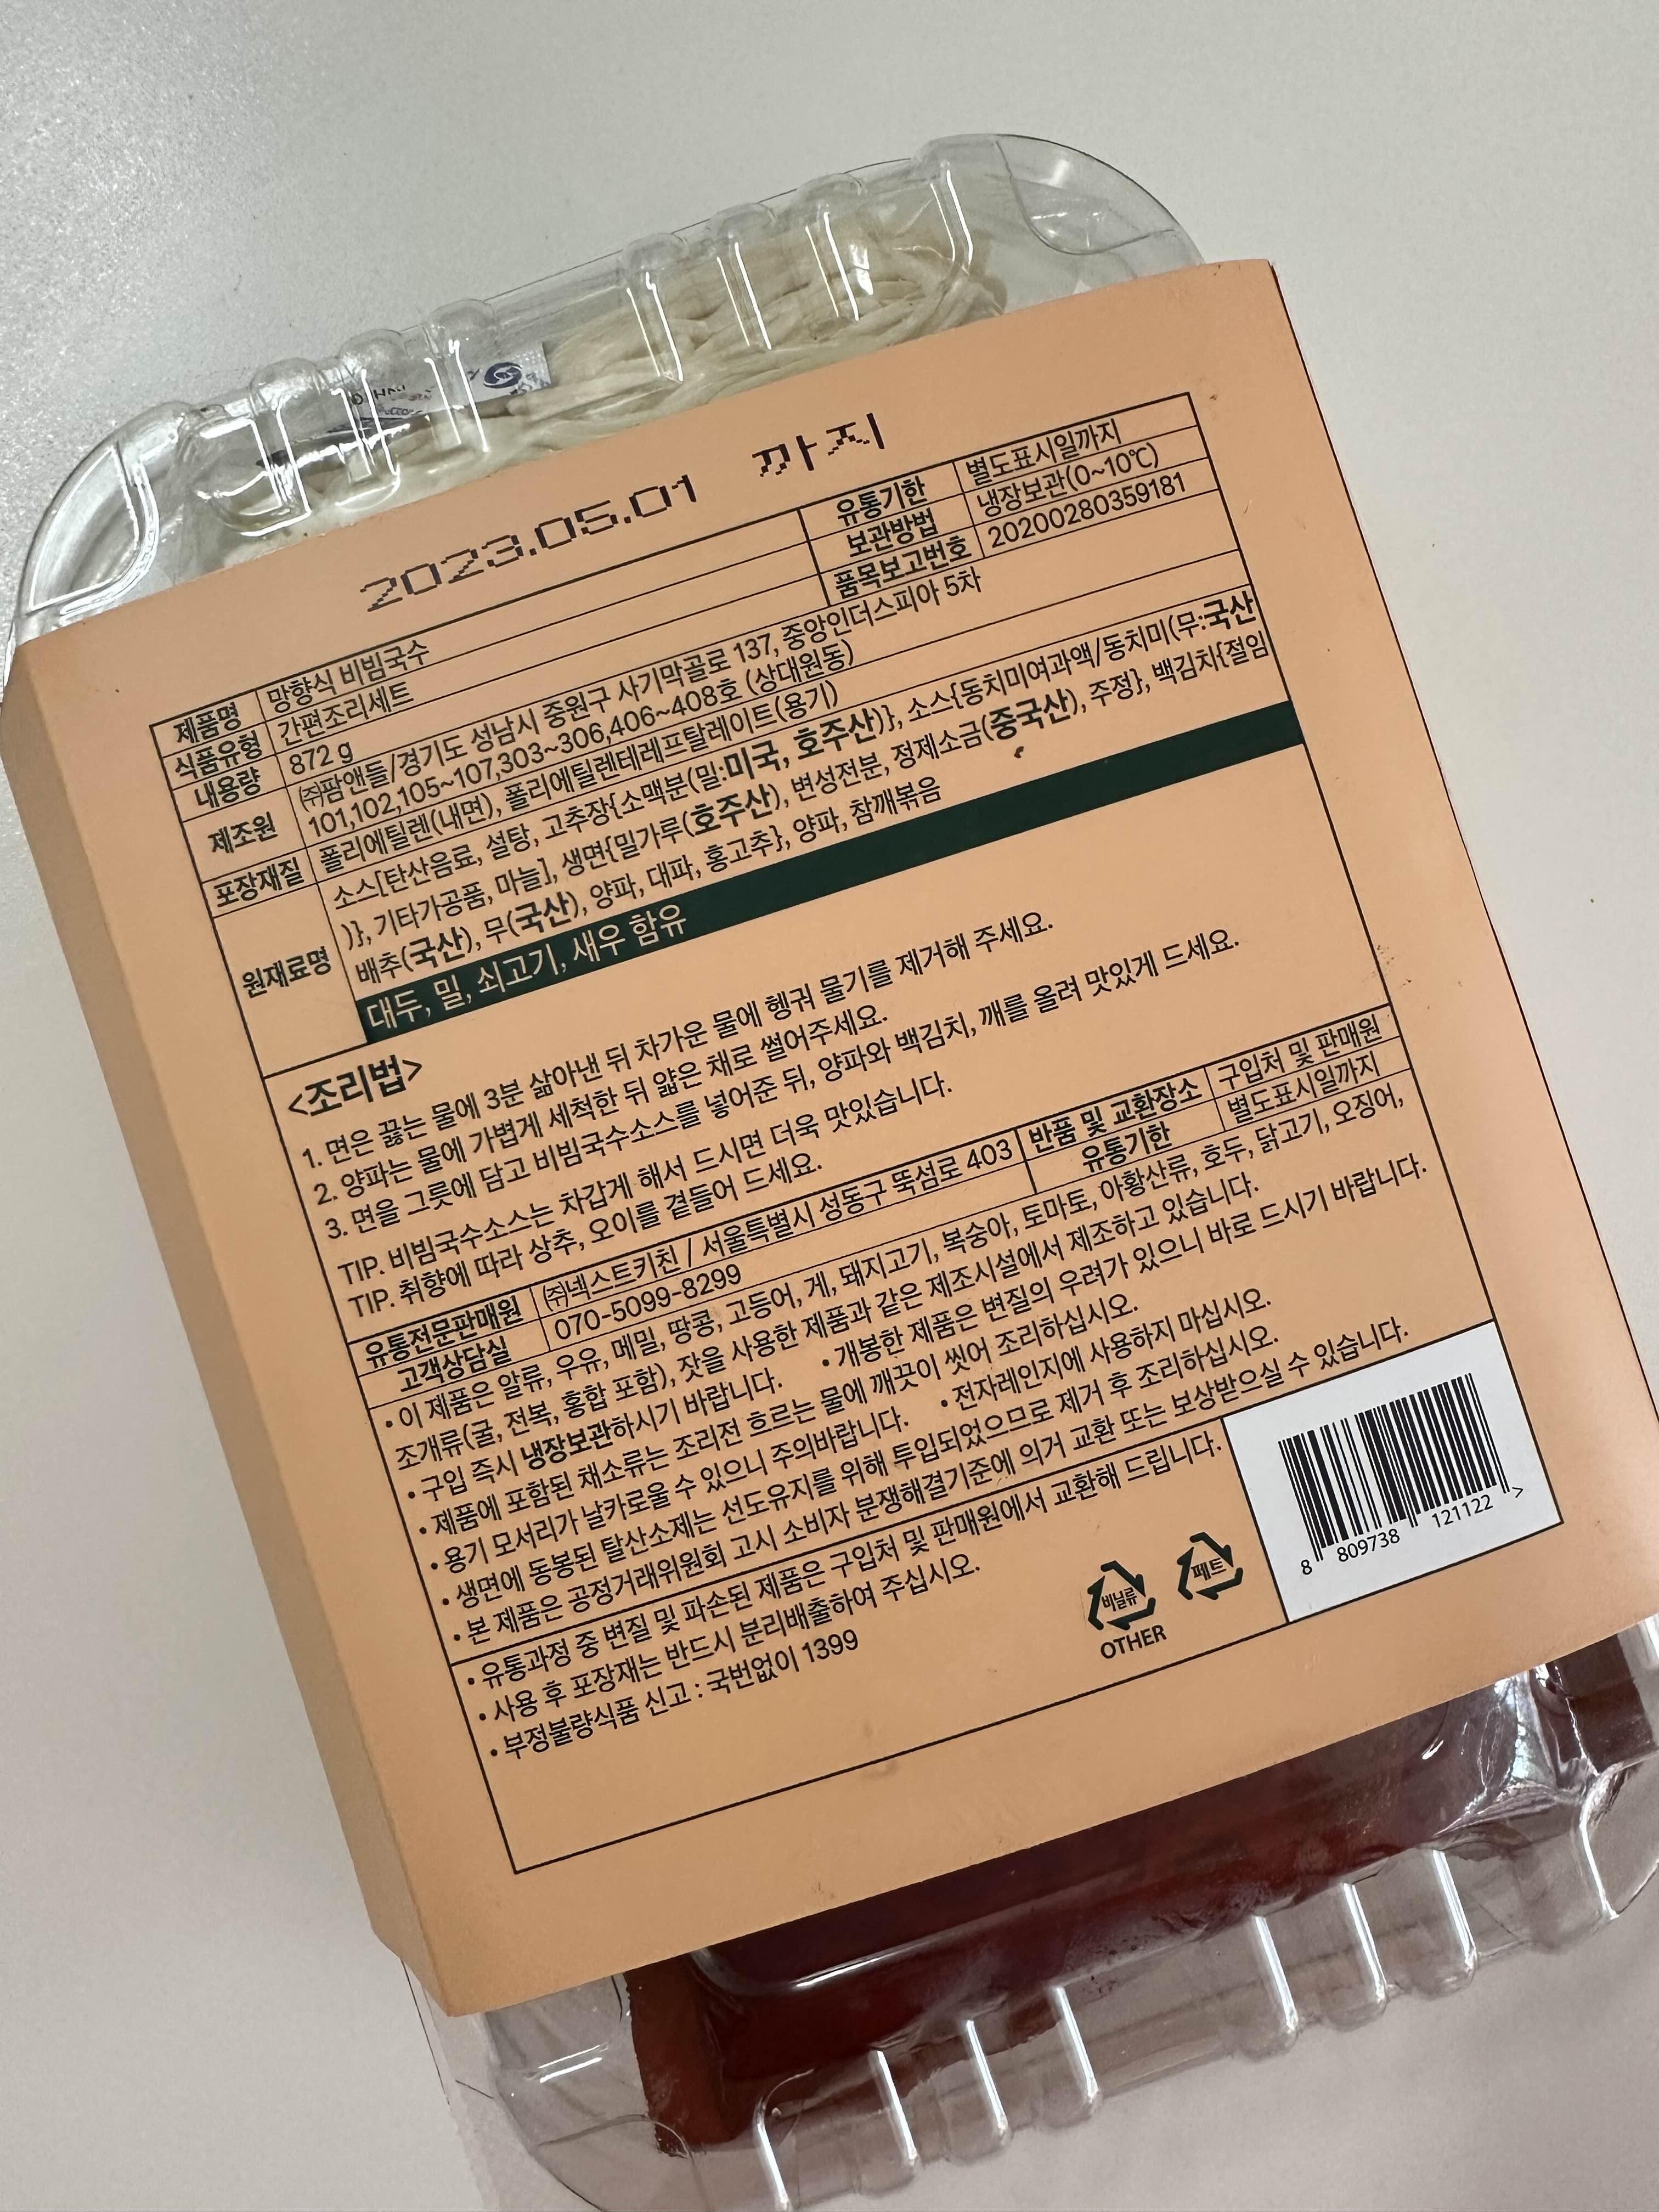 2023.05.01 까지
유통기한 별도표시일까지
제품명 망향식 비빔국수 보관방법 냉장보관(0~10℃)
식품유형 간편조리세트 품목보고번호 20200280359181
내용량 872 g
제조원 ㈜팜앤들/경기도 성남시 중원구 사기막골로 137, 중앙인더스피아 5차
101,102,105~107,303~306,406~408호 (상대원동)
포장재질 폴리에틸렌(내면), 폴리에틸렌테레프탈레이트(용기)
원재료명 소스[탄산음료, 설탕, 고추장{소맥분(밀:미국, 호주산)}, 소스{동치미여과액/동치미(무:국산
)}, 기타가공품, 마늘], 생면{밀가루(호주산), 변성전분, 정제소금(중국산), 주정}, 백김치{절임
배추(국산), 무(국산), 양파, 대파, 홍고추}, 양파, 참깨볶음
대두, 밀, 쇠고기, 새우 함유
<조리법>
1. 면은 끓는 물에 3분 삶아낸 뒤 차가운 물에 헹궈 물기를 제거해 주세요.
2. 양파는 물에 가볍게 세척한 뒤 얇은 채로 썰어주세요.
3. 면을 그릇에 담고 비빔국수소스를 넣어준 뒤, 양파와 백김치, 깨를 올려 맛있게 드세요.
TIP. 비빔국수소스는 차갑게 해서 드시면 더욱 맛있습니다.
TIP. 취향에 따라 상추, 오이를 곁들어 드세요.
유통전문판매원 ㈜넥스트키친 / 서울특별시 성동구 뚝섬로 403 반품 및 교환장소 구입처 및 판매원
고객상담실 070-5099-8299 유통기한 별도표시일까지
• 이 제품은 알류, 우유, 메밀, 땅콩, 고등어, 게, 돼지고기, 복숭아, 토마토, 아황산류, 호두, 닭고기, 오징어,
조개류(굴, 전복, 홍합 포함), 잣을 사용한 제품과 같은 제조시설에서 제조하고 있습니다.
• 구입 즉시 냉장보관하시기 바랍니다. • 개봉한 제품은 변질의 우려가 있으니 바로 드시기 바랍니다.
• 제품에 포함된 채소류는 조리전 흐르는 물에 깨끗이 씻어 조리하십시오.
• 용기 모서리가 날카로울 수 있으니 주의바랍니다. • 전자레인지에 사용하지 마십시오.
• 생면에 동봉된 탈산소제는 선도유지를 위해 투입되었으므로 제거 후 조리하십시오.
• 본 제품은 공정거래위원회 고시 소비자 분쟁해결기준에 의거 교환 또는 보상받으실 수 있습니다.
• 유통과정 중 변질 및 파손된 제품은 구입처 및 판매원에서 교환해 드립니다.
• 사용 후 포장재는 반드시 분리배출하여 주십시오.
• 부정불량식품 신고 : 국번없이 1399
비닐류 페트
OTHER
8 809738 121122 >